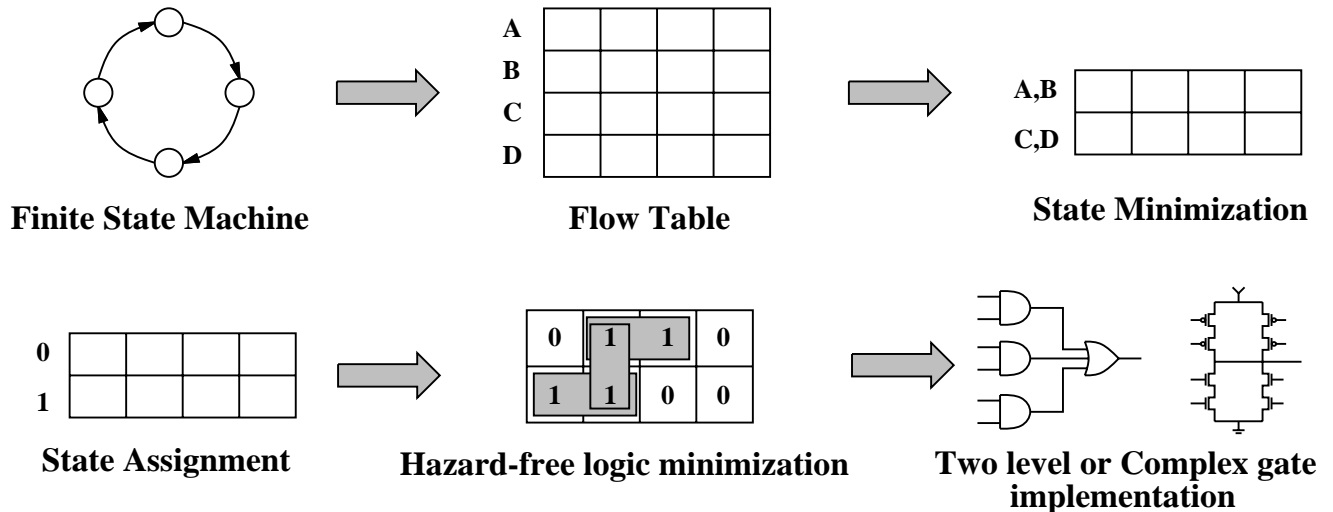 A
B
C
D
A,B
C,D
Finite State Machine
Flow Table
State Minimization
0
1
0 1 1 0
1 1 0 0
State Assignment
Hazard-free logic minimization
Two level or Complex gate
implementation